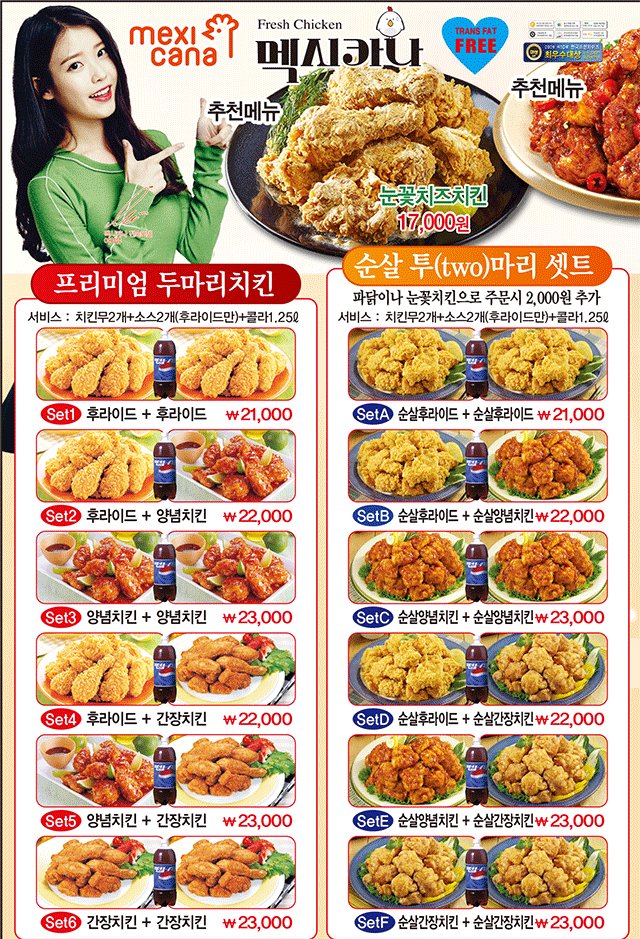 mexi
cana
Fresh Chicken
멕시카나
TRANS FAT
FREE
최우수대상
추천메뉴
추천메뉴
눈꽃치즈치킨
17,000원
프리미엄 두마리치킨
서비스 : 치킨무2개+소스2개(후라이드만)+콜라1.25ℓ
Set1 후라이드 + 후라이드 ₩21,000
Set2 후라이드 + 양념치킨 ₩22,000
Set3 양념치킨 + 양념치킨 ₩23,000
Set4 후라이드 + 간장치킨 ₩22,000
Set5 양념치킨 + 간장치킨 ₩23,000
Set6 간장치킨 + 간장치킨 ₩23,000
순살 투(two)마리 셋트
파닭이나 눈꽃치킨으로 주문시 2,000원 추가
서비스 : 치킨무2개+소스2개(후라이드만)+콜라1.25ℓ
SetA 순살후라이드 + 순살후라이드 ₩21,000
SetB 순살후라이드 + 순살양념치킨 ₩22,000
SetC 순살양념치킨 + 순살양념치킨 ₩23,000
SetD 순살후라이드 + 순살간장치킨 ₩22,000
SetE 순살양념치킨 + 순살간장치킨 ₩23,000
SetF 순살간장치킨 + 순살간장치킨 ₩23,000